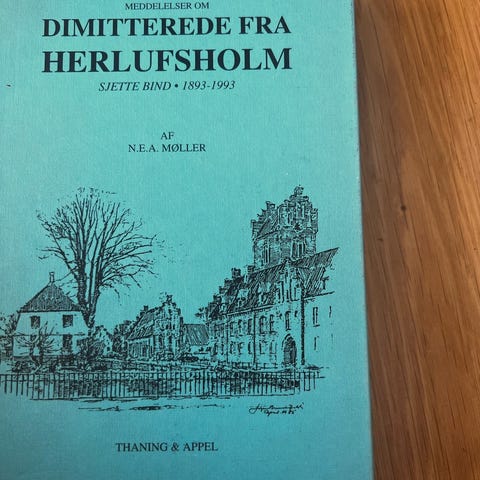 MEDDELELSER OM
DIMITTEREDE FRA
HERLUFSHOLM
SJETTE BIND • 1893-1993
AF
N.E.A. MØLLER
THANING & APPEL